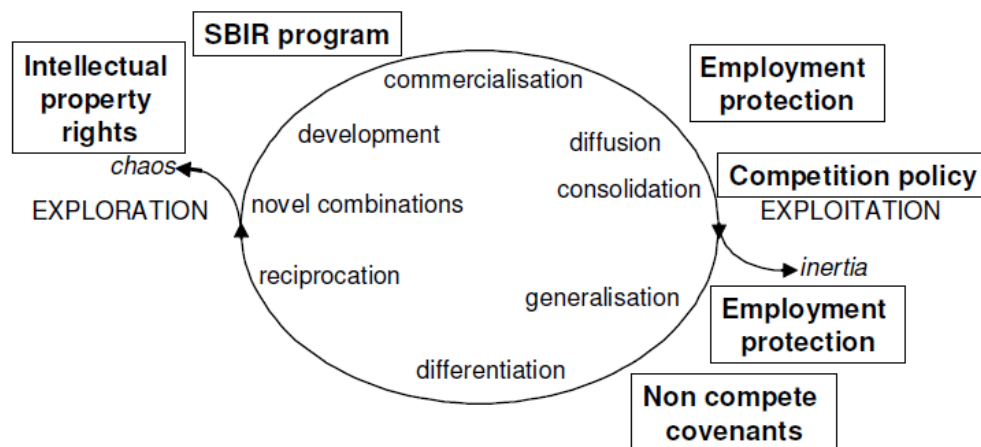 SBIR program
Intellectual
property
rights
commercialisation
Employment
protection
development
diffusion
chaos
consolidation
Competition policy
EXPLORATION
novel combinations
EXPLOITATION
reciprocation
inertia
generalisation
Employment
protection
differentiation
Non compete
covenants